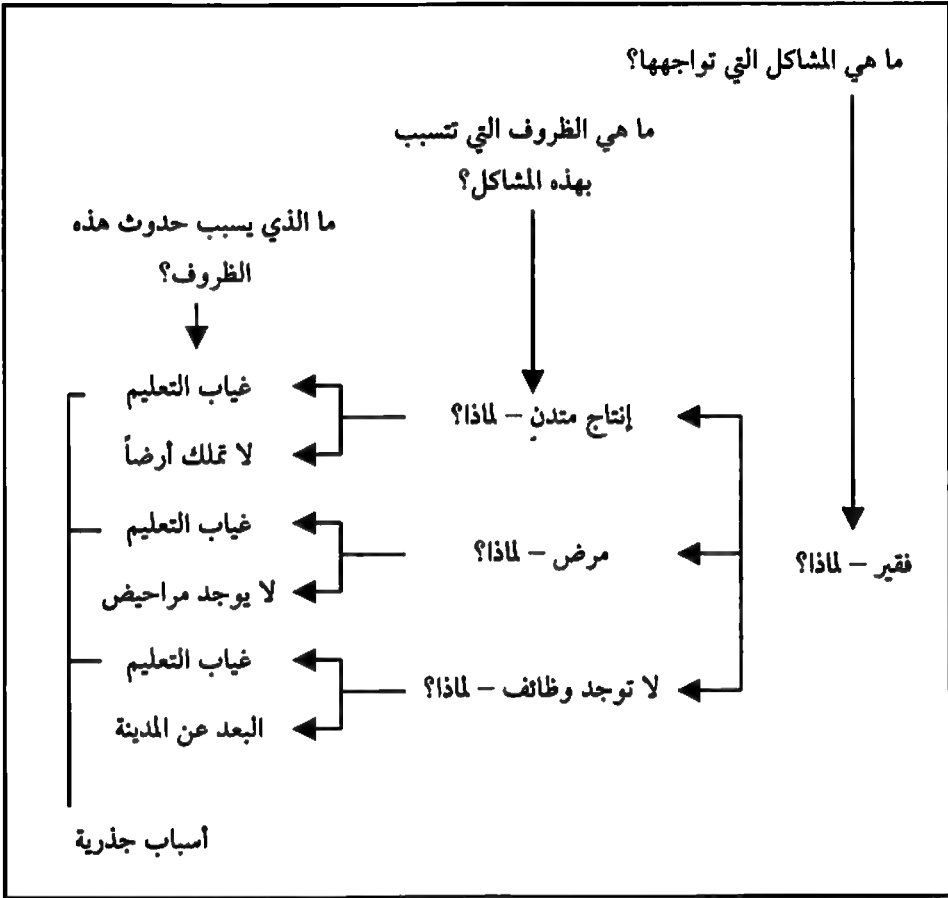 ما هي المشاكل التي تواجهها؟
ما هي الظروف التي تتسبب
بهذه المشاكل؟
ما الذي يسبب حدوث هذه
الظروف؟
فقير – لماذا؟
إنتاج متدنٍ – لماذا؟
مرض – لماذا؟
لا توجد وظائف – لماذا؟
غياب التعليم
لا تملك أرضاً
غياب التعليم
لا يوجد مراحيض
غياب التعليم
البعد عن المدينة
أسباب جذرية